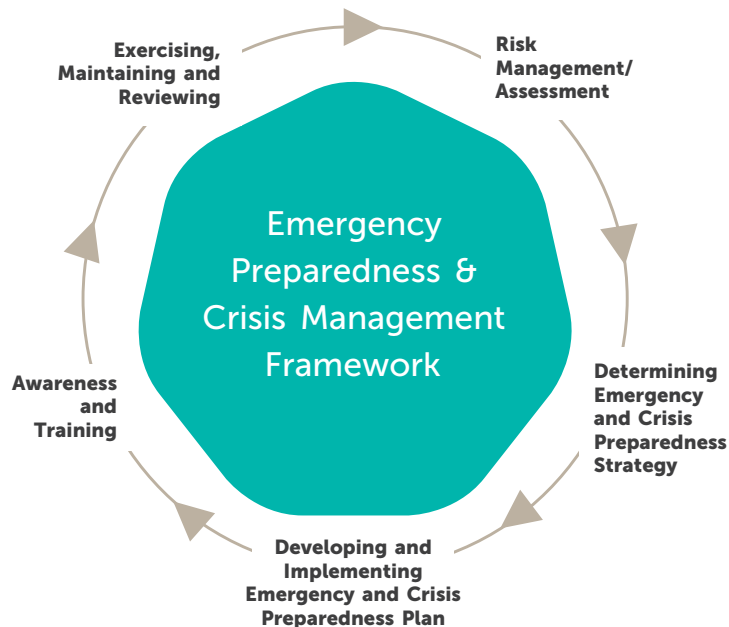 Exercising,
Maintaining and
Reviewing
Risk
Management/
Assessment
Emergency
Preparedness &
Crisis Management
Framework
Determining
Emergency
and Crisis
Preparedness
Strategy
Awareness
and
Training
Developing and
Implementing
Emergency and Crisis
Preparedness Plan